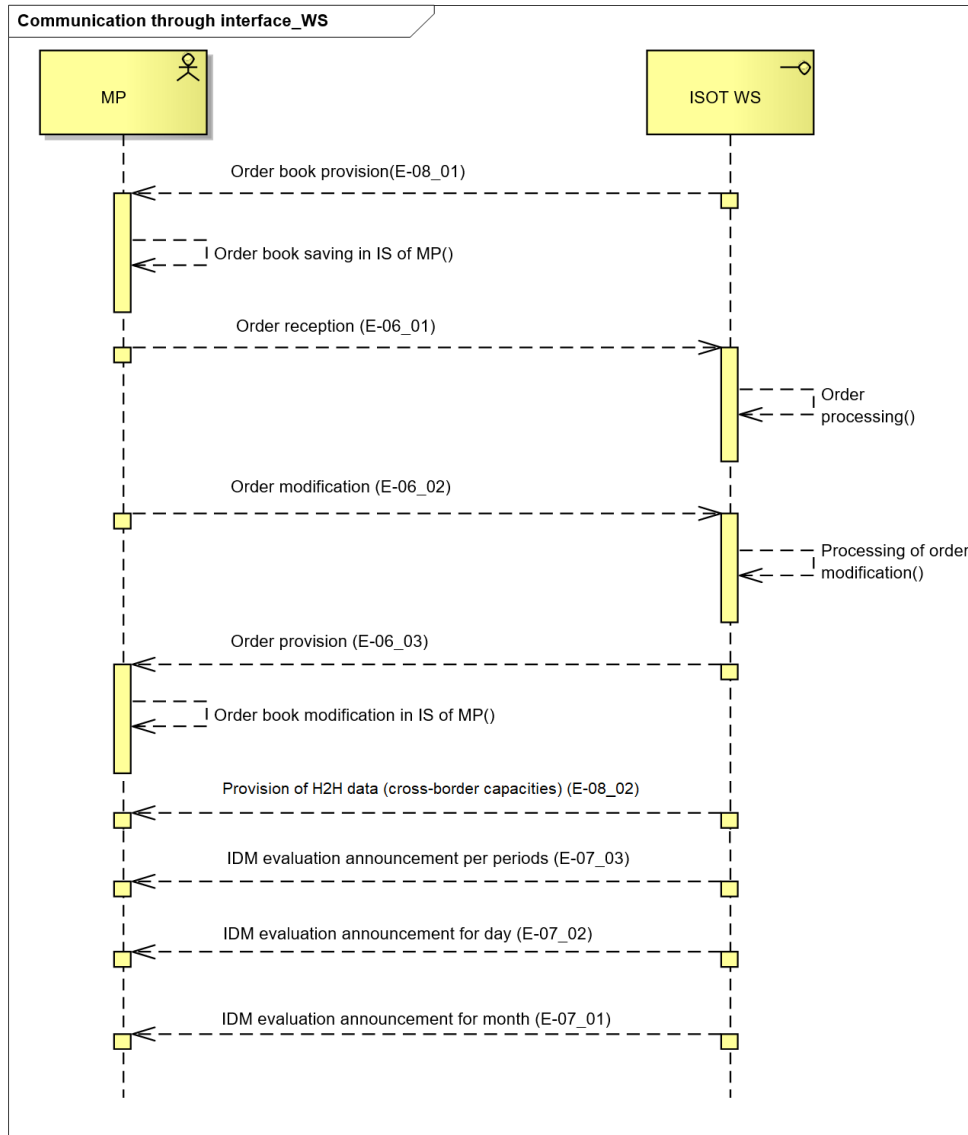 Communication through interface_WS
MP
ISOT WS
Order book provision(E-08_01)
Order book saving in IS of MP()
Order reception (E-06_01)
Order
processing()
Order modification (E-06_02)
Processing of order
modification()
Order provision (E-06_03)
Order book modification in IS of MP()
Provision of H2H data (cross-border capacities) (E-08_02)
IDM evaluation announcement per periods (E-07_03)
IDM evaluation announcement for day (E-07_02)
IDM evaluation announcement for month (E-07_01)